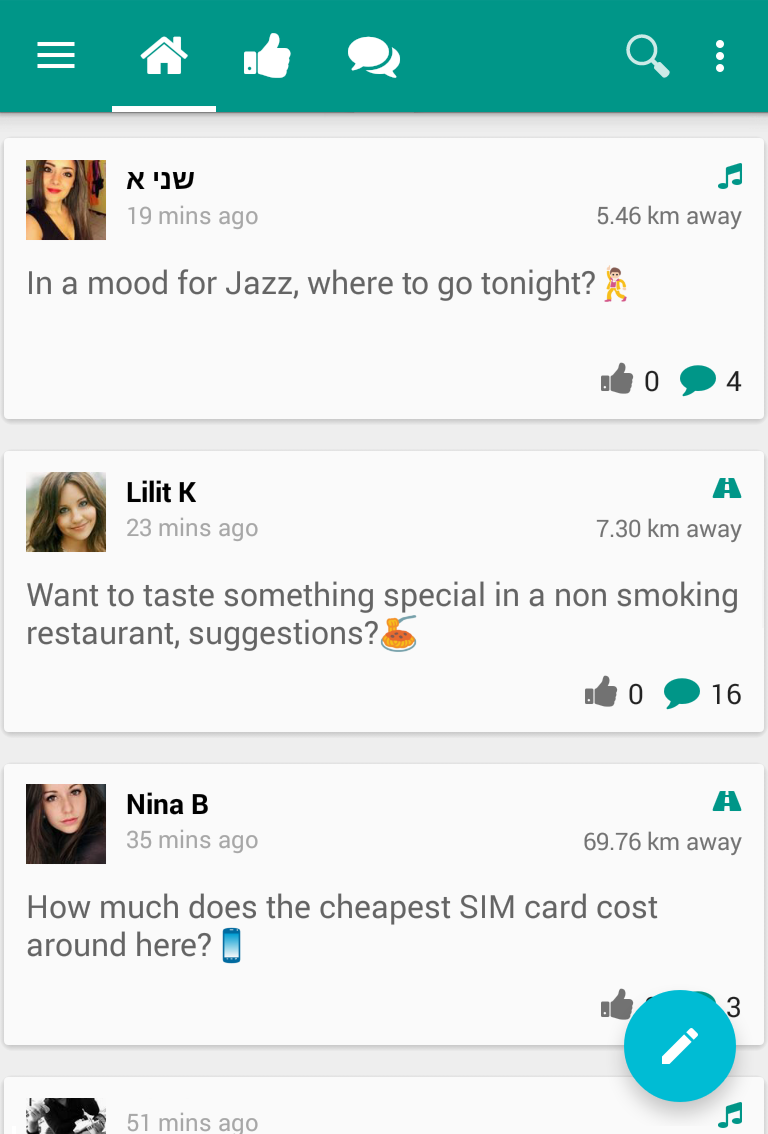 שני א
19 mins ago
5.46 km away
In a mood for Jazz, where to go tonight?
0 4
Lilit K
23 mins ago
7.30 km away
Want to taste something special in a non smoking
restaurant, suggestions?
0 16
Nina B
35 mins ago
69.76 km away
How much does the cheapest SIM card cost
around here?
3
51 mins ago